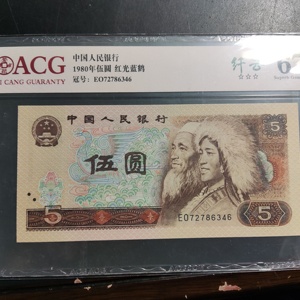 ACG
CANG GUARANTY
中国人民银行
1980年伍圆 红光蓝鹤
冠号: EO72786346
☆☆☆
中国人民银行
伍圆
5
5
EO72786346